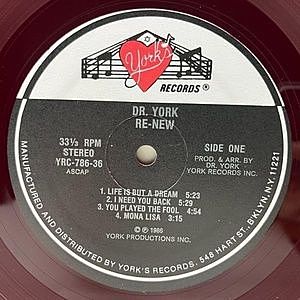 York's
RECORDS®
DR. YORK
RE-NEW
33⅓ RPM
STEREO
YRC-786-36
ASCAP
SIDE ONE
PROD. & ARR. BY
DR. YORK
YORK RECORDS INC.
1. LIFE IS BUT A DREAM 5:23
2. I NEED YOU BACK 5:29
3. YOU PLAYED THE FOOL 4:54
4. MONA LISA 3:15
© ℗ 1986
YORK PRODUCTIONS INC.
MANUFACTURED AND DISTRIBUTED BY YORK'S RECORDS, 548 HART ST., B'KLYN, N.Y. 11221